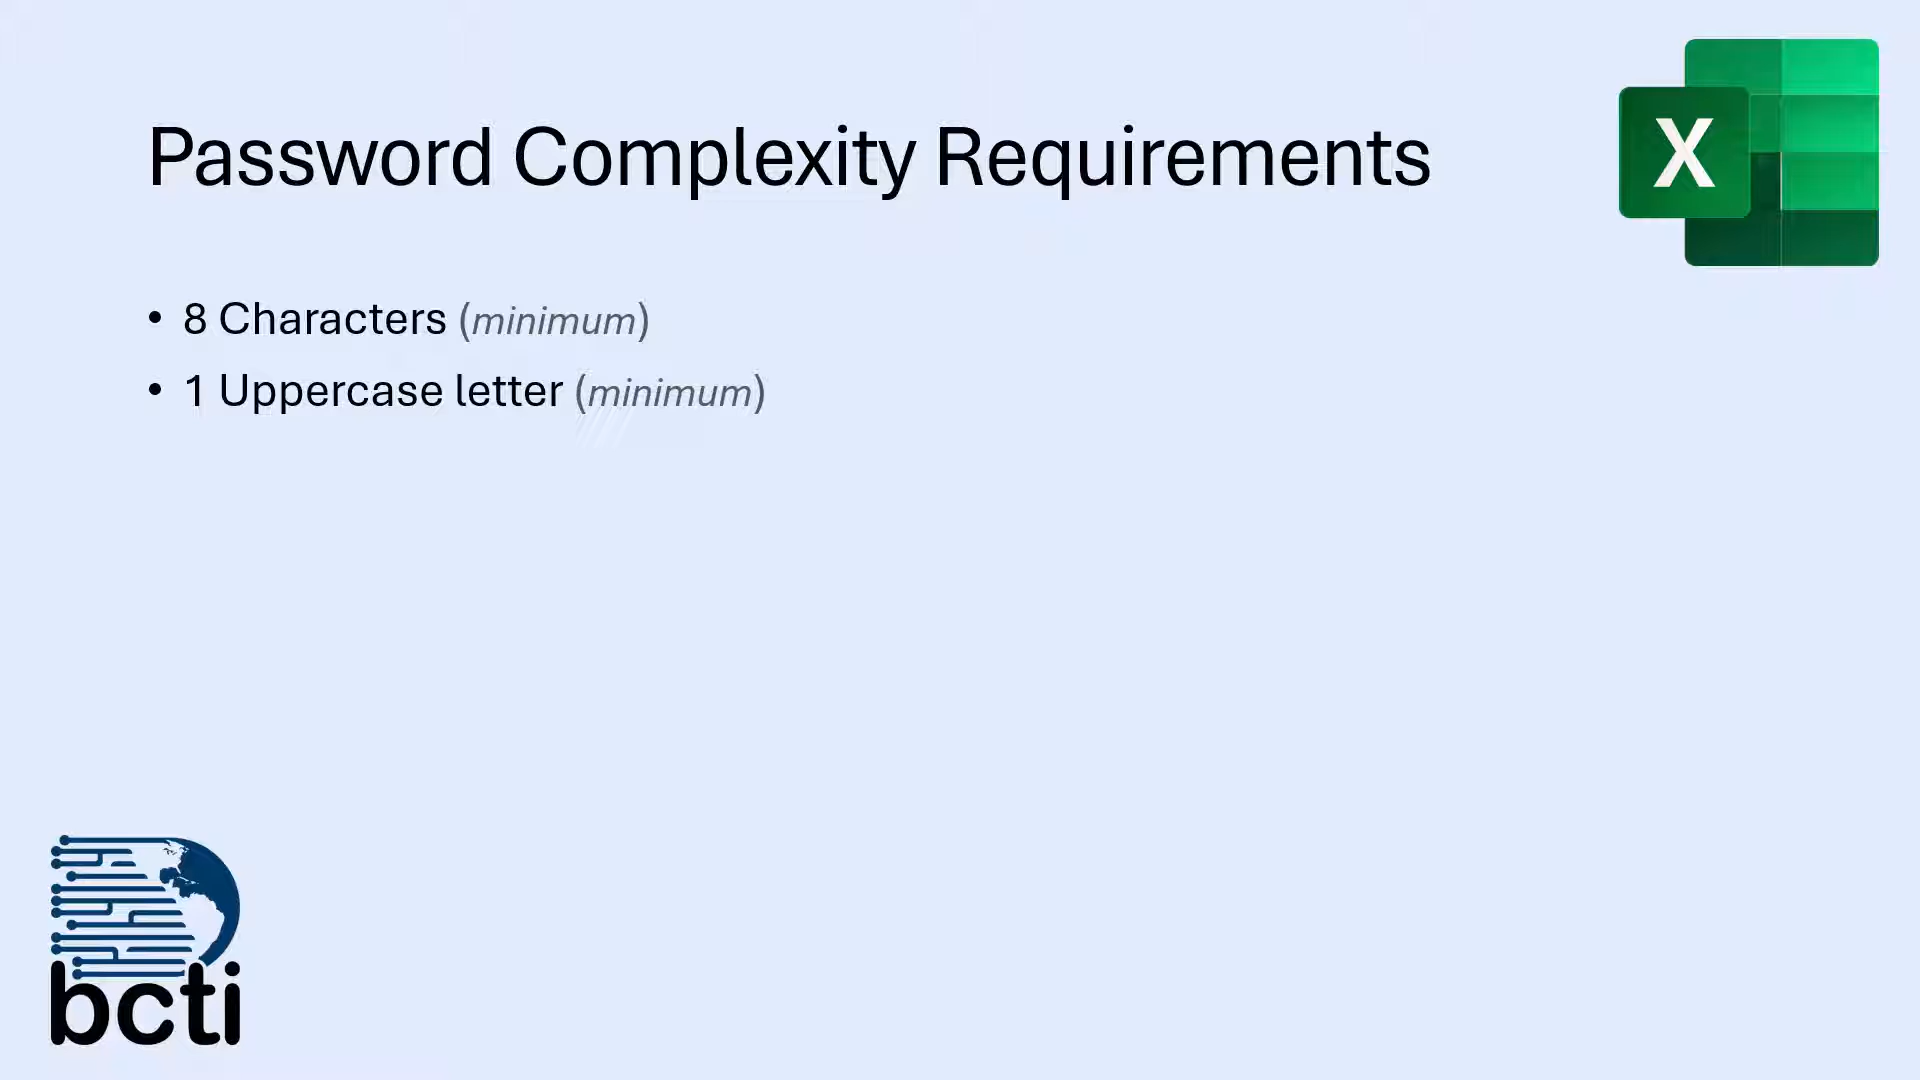 Password Complexity Requirements
X
• 8 Characters (minimum)
• 1 Uppercase letter (minimum)
bcti